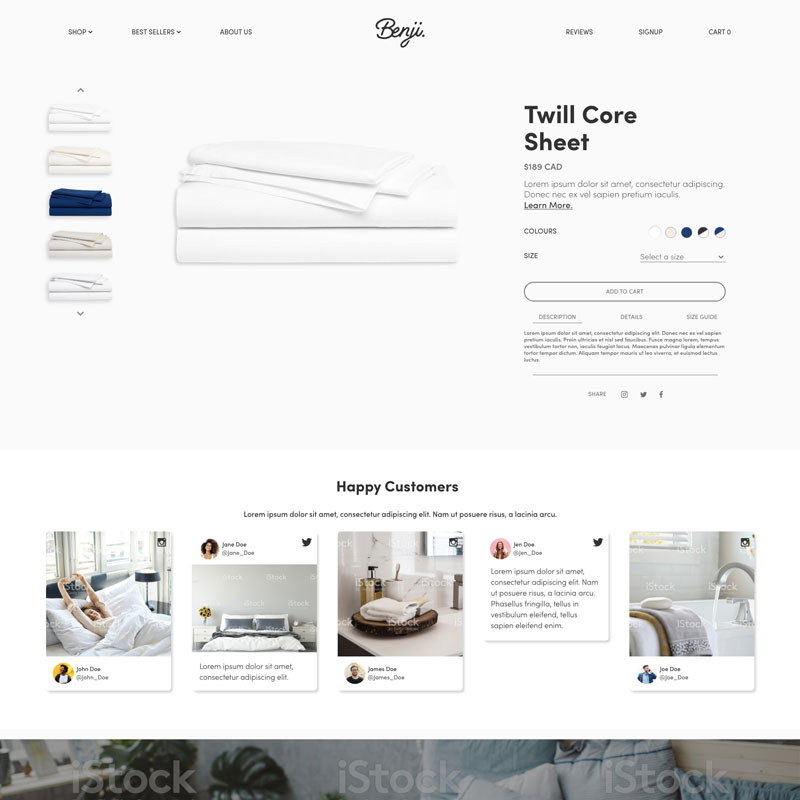 SHOP
BEST SELLERS
ABOUT US
Benji.
REVIEWS
SIGNUP
CART 0
Twill Core
Sheet
$189 CAD
Lorem ipsum dolor sit amet, consectetur adipiscing.
Donec nec ex vel sapien pretium iaculis.
Learn More.
COLOURS
SIZE
Select a size
ADD TO CART
DESCRIPTION
DETAILS
SIZE GUIDE
Lorem ipsum dolor sit amet, consectetur adipiscing elit. Donec nec ex vel sapien
pretium iaculis. Proin ultricies et nisl sed faucibus. Fusce magna lorem, tempus
vestibulum tortor non, iaculis feugiat lacus. Maecenas pulvinar ligula elementum
tortor tempor dictum. Aliquam tempor mauris ut leo viverra, et euismod lectus
luctus.
SHARE
Happy Customers
Lorem ipsum dolor sit amet, consectetur adipiscing elit. Nam ut posuere risus, a lacinia arcu.
iStock
John Doe
@John_Doe
Jane Doe
@Jane_Doe
iStock
Lorem ipsum dolor sit amet,
consectetur adipiscing elit.
iStock
James Doe
@James_Doe
Jen Doe
@Jen_Doe
Lorem ipsum dolor sit amet,
consectetur adipiscing elit. Nam
ut posuere risus, a lacinia arcu.
Phasellus fringilla, tellus in
vestibulum eleifend, tellus
sapien eleifend enim.
iStock
Joe Doe
@Joe_Doe
iStock
iStock
iStock